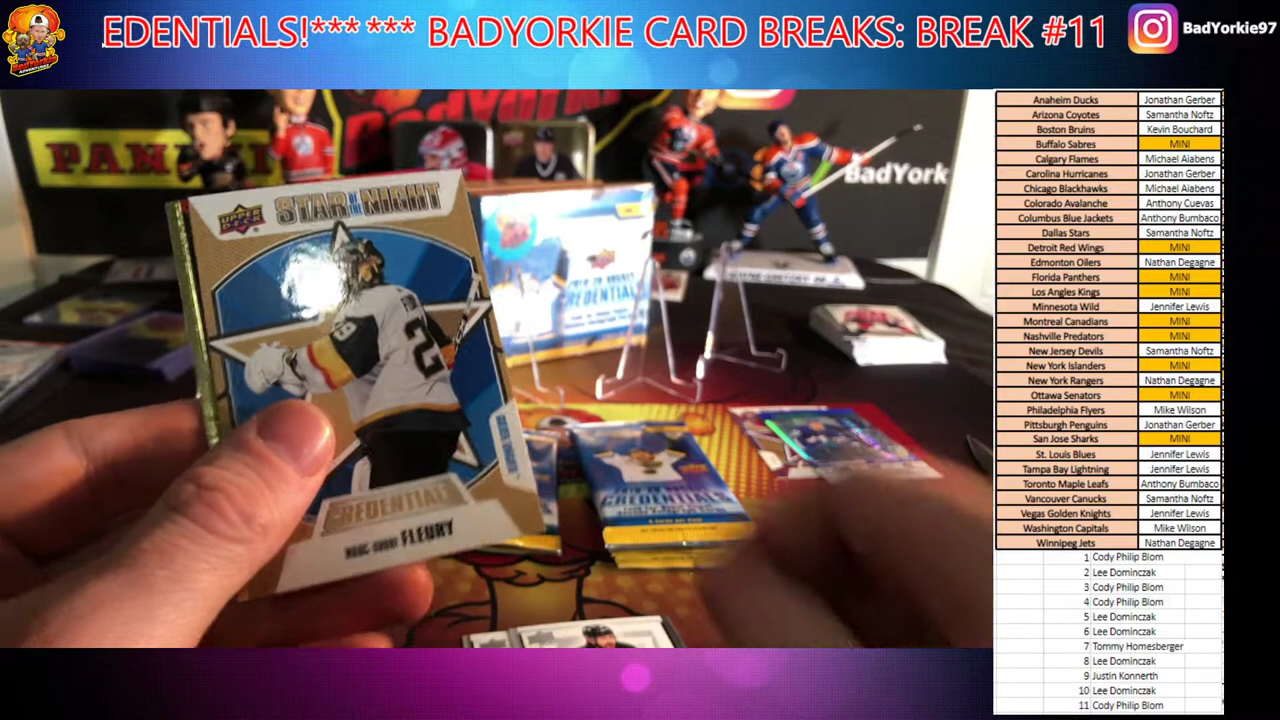 EDENTIALS!*** *** BADYORKIE CARD BREAKS: BREAK #11
BadYorkie97
PANINI
BadYork
UPPER DECK
STAR OF THE NIGHT
CREDENTIALS
MARC-ANDRE FLEURY
2019-20 HOCKEY
CREDENTIALS
CREDENTIALS
Anaheim Ducks Jonathan Gerber
Arizona Coyotes Samantha Noftz
Boston Bruins Kevin Bouchard
Buffalo Sabres MINI
Calgary Flames Michael Aiabens
Carolina Hurricanes Jonathan Gerber
Chicago Blackhawks Michael Aiabens
Colorado Avalanche Anthony Cuevas
Columbus Blue Jackets Anthony Bumbaco
Dallas Stars Samantha Noftz
Detroit Red Wings MINI
Edmonton Oilers Nathan Degagne
Florida Panthers MINI
Los Angles Kings MINI
Minnesota Wild Jennifer Lewis
Montreal Canadians MINI
Nashville Predators MINI
New Jersey Devils Samantha Noftz
New York Islanders MINI
New York Rangers Nathan Degagne
Ottawa Senators MINI
Philadelphia Flyers Mike Wilson
Pittsburgh Penguins Jonathan Gerber
San Jose Sharks MINI
St. Louis Blues Jennifer Lewis
Tampa Bay Lightning Jennifer Lewis
Toronto Maple Leafs Anthony Bumbaco
Vancouver Canucks Samantha Noftz
Vegas Golden Knights Jennifer Lewis
Washington Capitals Mike Wilson
Winnipeg Jets Nathan Degagne
1 Cody Philip Blom
2 Lee Dominczak
3 Cody Philip Blom
4 Cody Philip Blom
5 Lee Dominczak
6 Lee Dominczak
7 Tommy Homesberger
8 Lee Dominczak
9 Justin Konnerth
10 Lee Dominczak
11 Cody Philip Blom